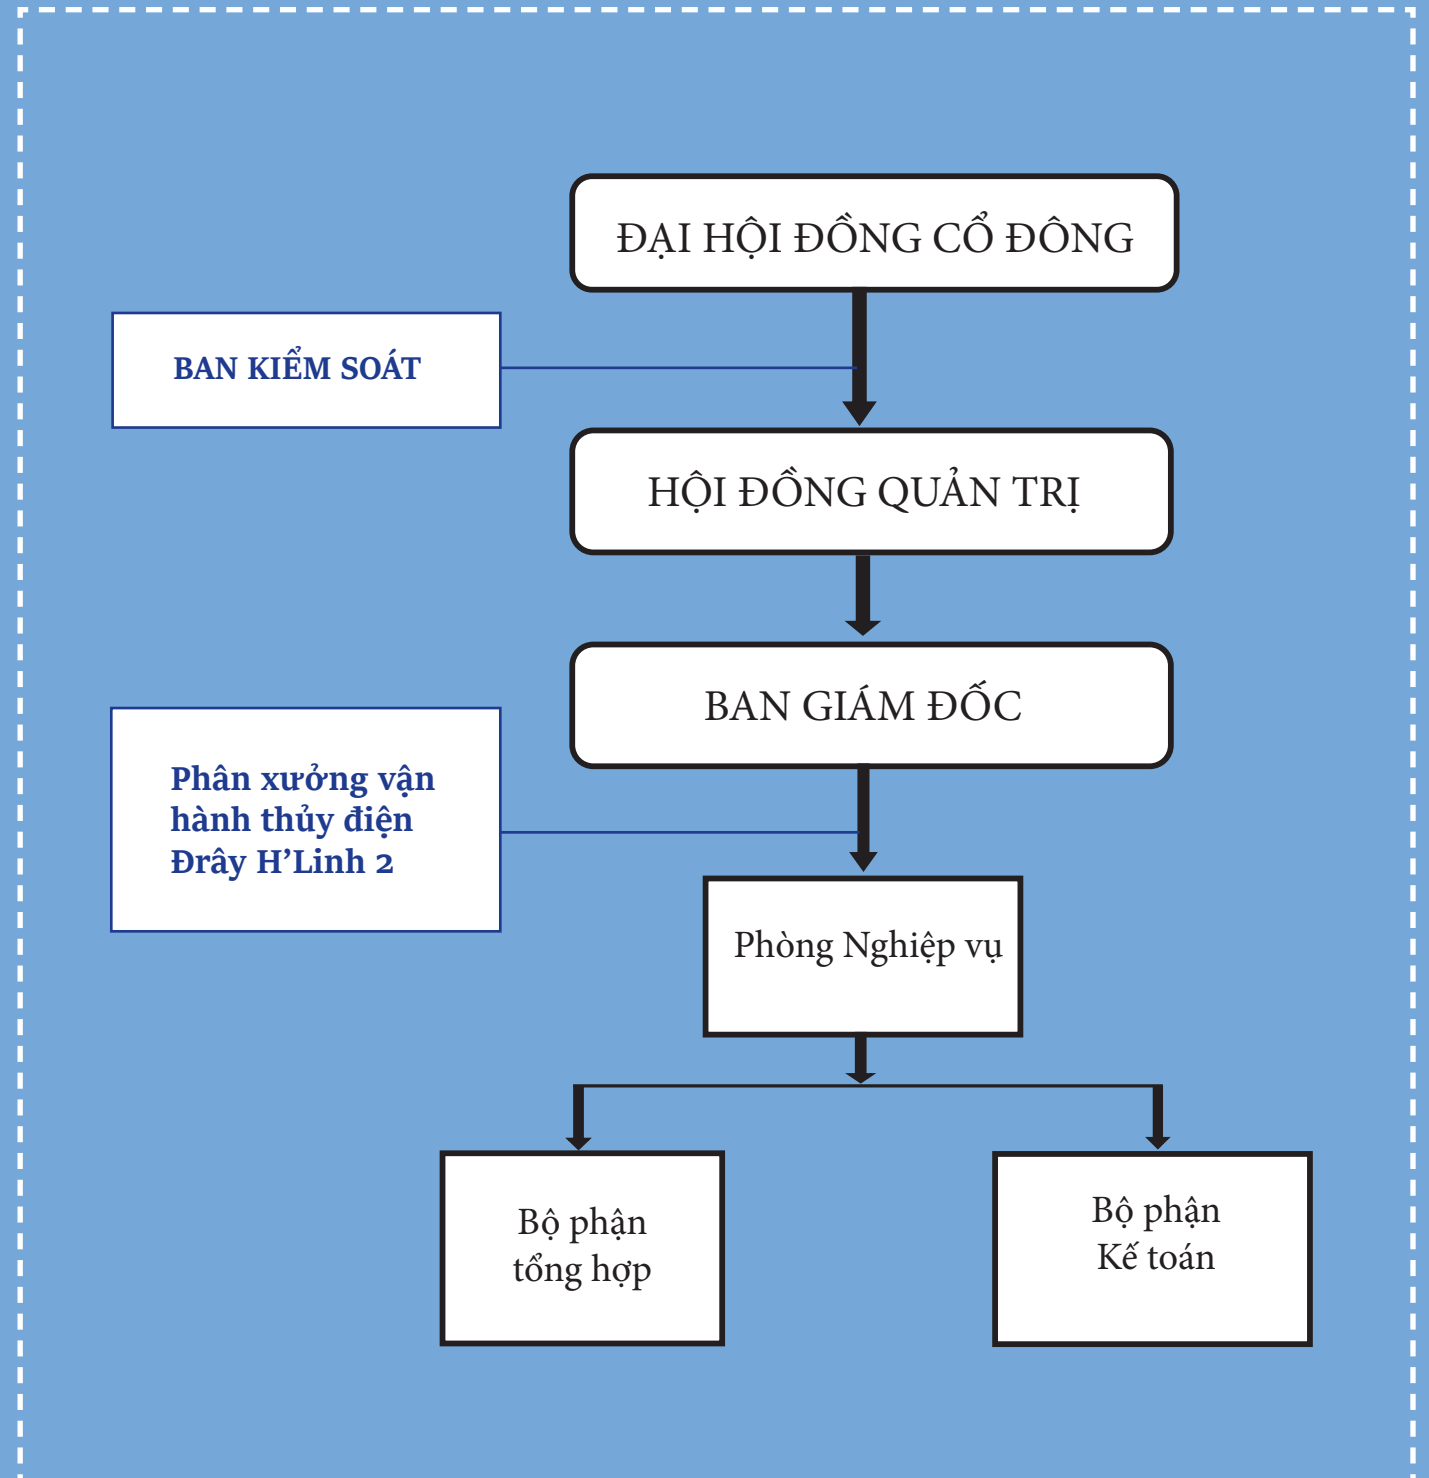 ĐẠI HỘI ĐỒNG CỔ ĐÔNG
BAN KIỂM SOÁT
HỘI ĐỒNG QUẢN TRỊ
BAN GIÁM ĐỐC
Phân xưởng vận
hành thủy điện
Đrây H’Linh 2
Phòng Nghiệp vụ
Bộ phận
tổng hợp
Bộ phận
Kế toán